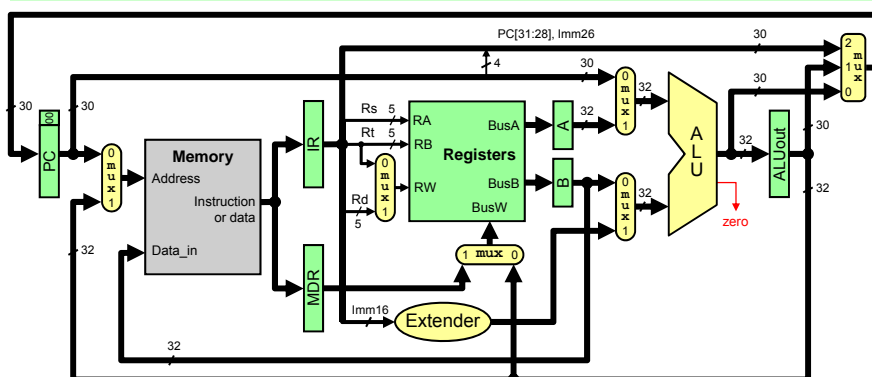 PC[31:28], Imm26
30
2
1
0
mux
4
30
30
30
30
00
PC
0
mux
1
Memory
Address
Instruction
or data
Data_in
32
IR
MDR
Rs
5
Rt
5
Rd
5
0
mux
1
RA
RB
RW
Registers
BusA
BusB
BusW
1 mux 0
Imm16
Extender
A
B
32
0
mux
1
32
0
mux
1
32
ALU
zero
32
ALUout
30
32
32